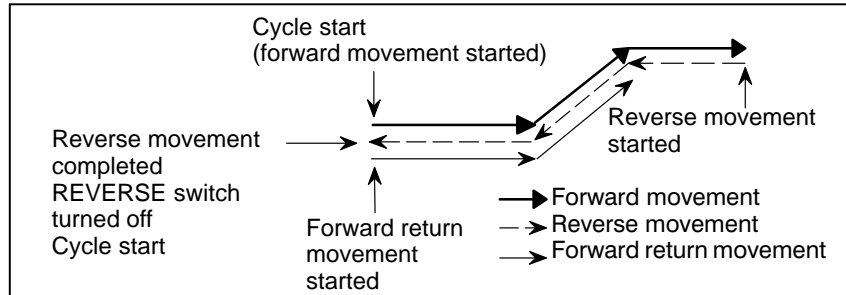 Cycle start
(forward movement started)
Reverse movement
completed
REVERSE switch
turned off
Cycle start
Reverse movement
started
Forward return
movement
started
Forward movement
Reverse movement
Forward return movement